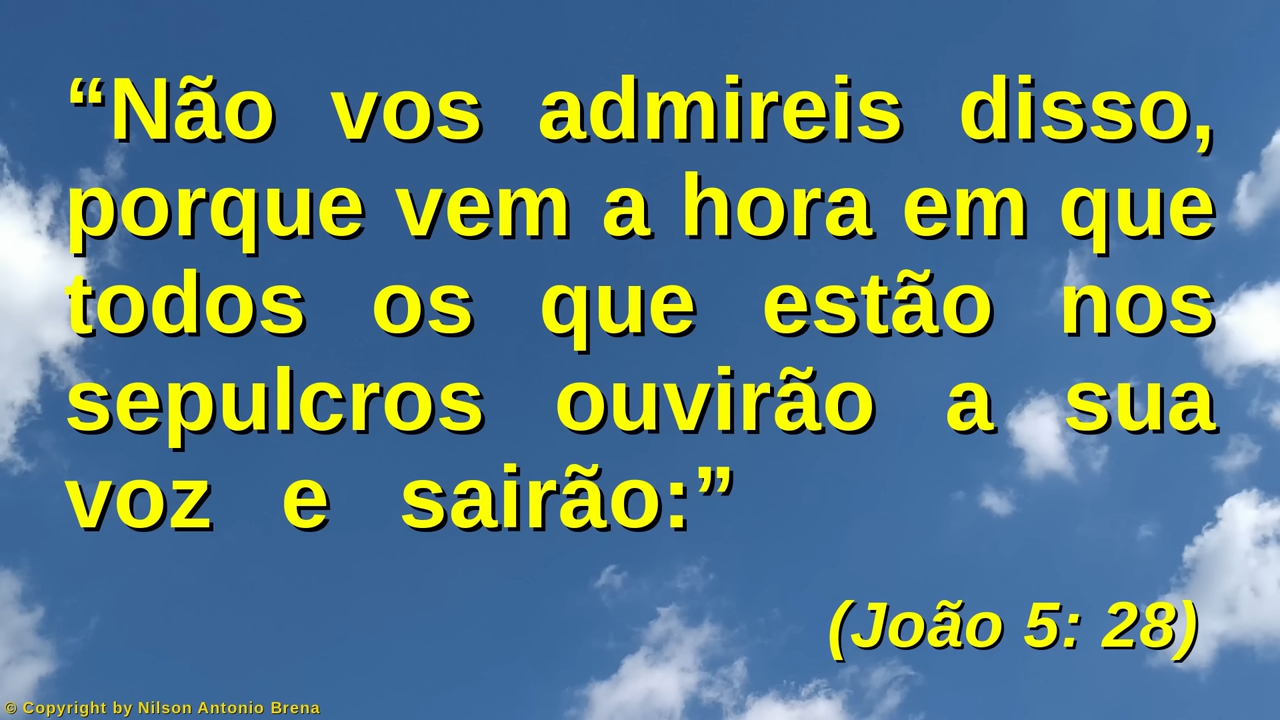 “Não vos admireis disso,
porque vem a hora em que
todos os que estão nos
sepulcros ouvirão a sua
voz e sairão:”
(João 5: 28)
© Copyright by Nilson Antonio Brena